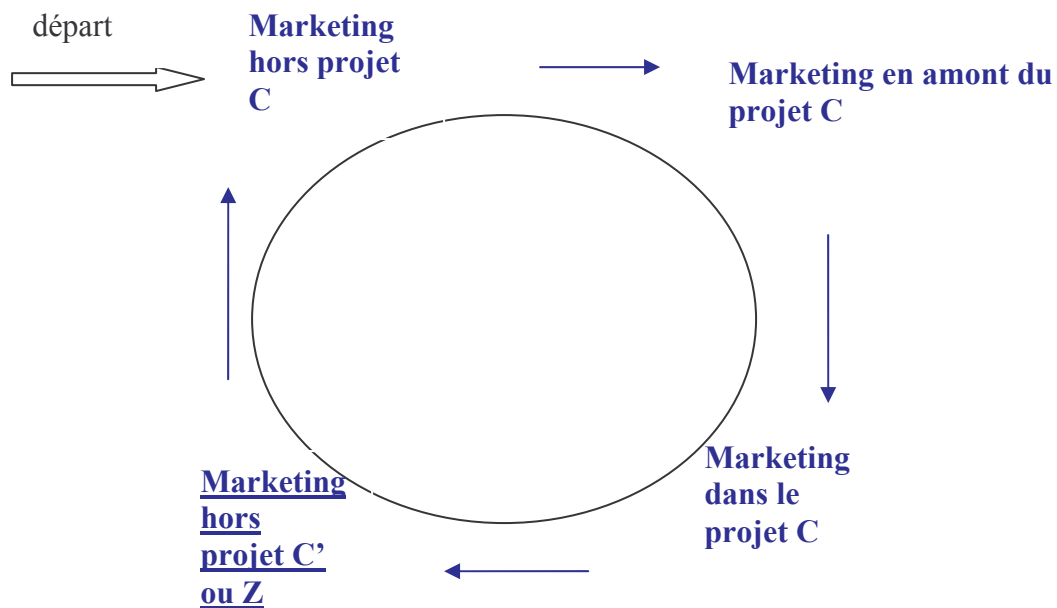 départ
Marketing
hors projet
C
Marketing en amont du
projet C
Marketing
dans le
projet C
Marketing
hors
projet C’
ou Z